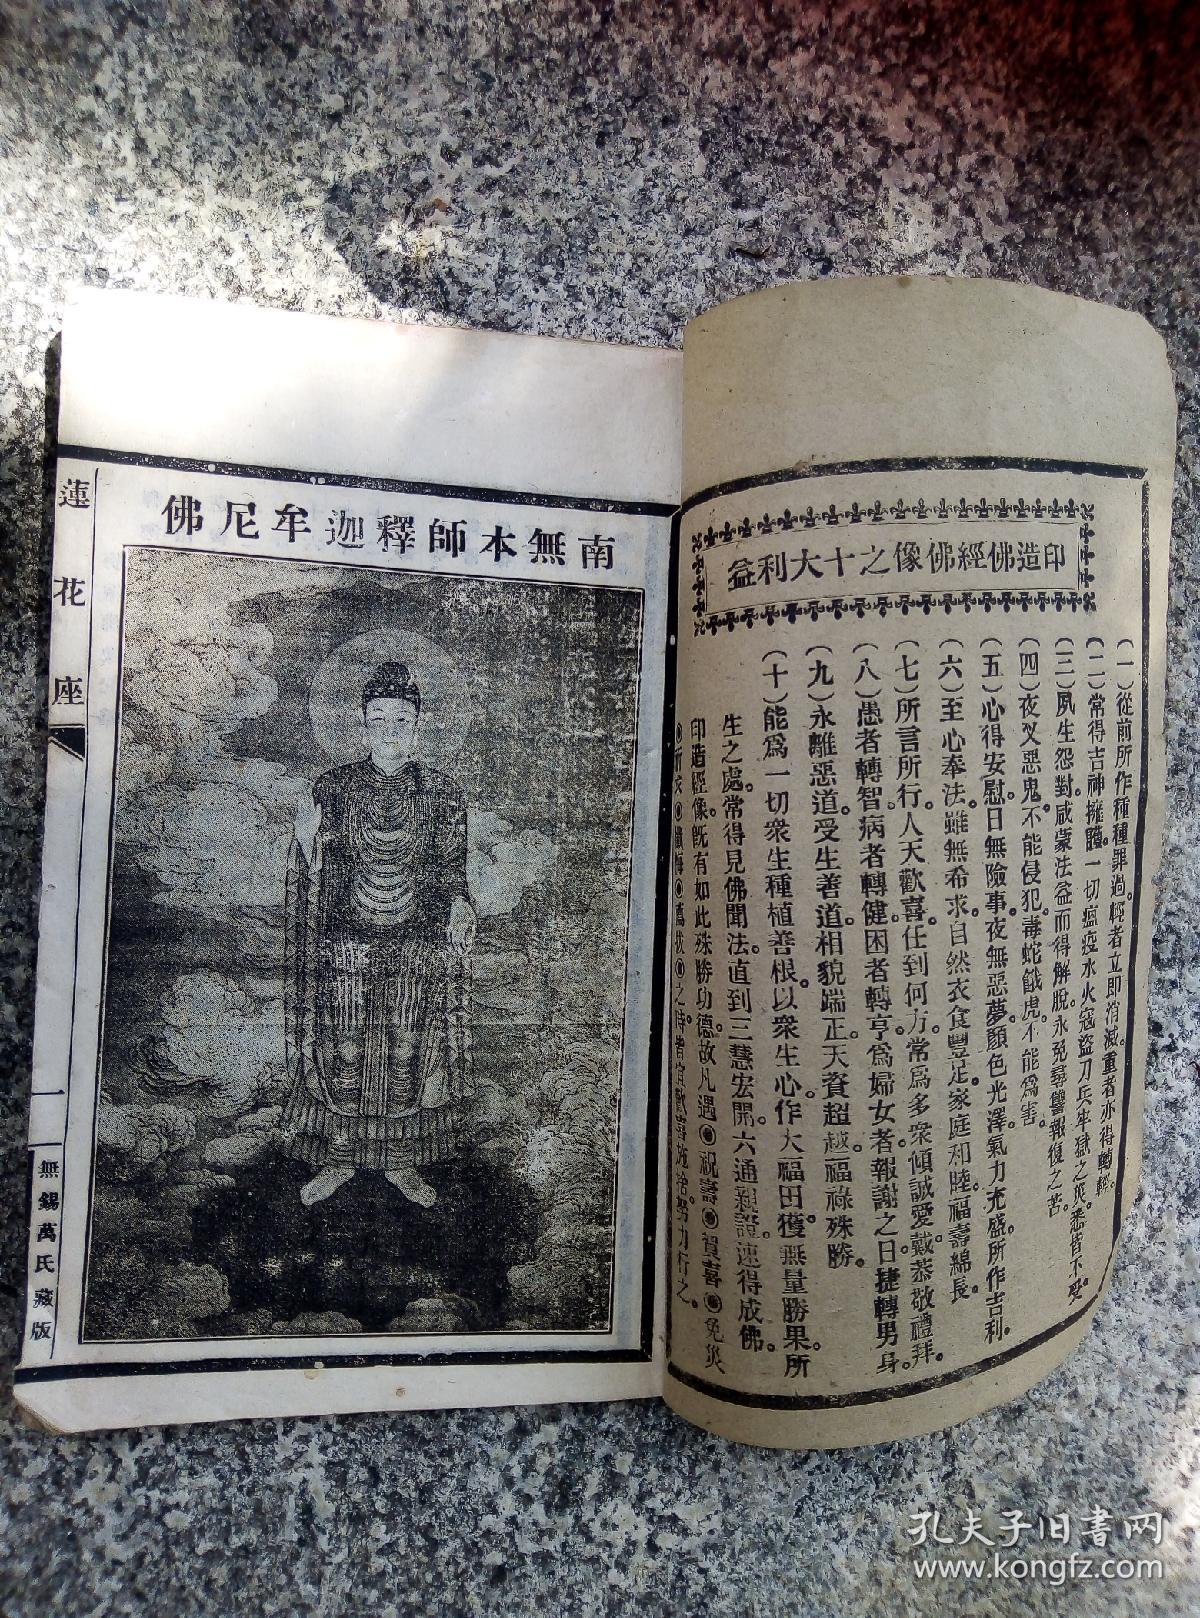 印造佛經佛像之十大利益
(一)從前所作種種罪過。輕者立即消滅。重者亦得轉輕。
(二)常得吉神擁護。一切瘟疫水火寇盜刀兵牢獄之災。悉皆不受。
(三)夙生怨對。咸蒙法益而得解脫。永免尋讐報復之苦。
(四)夜叉惡鬼。不能侵犯。毒蛇餓虎。不能爲害。
(五)心得安慰。日無險事。夜無惡夢。顏色光澤。氣力充盛。所作吉利。
(六)至心奉法。雖無希求。自然衣食豐足。家庭和睦。福壽綿長。
(七)所言所行。人天歡喜。任到何方。常爲多衆傾誠愛戴。恭敬禮拜。
(八)愚者轉智。病者轉健。困者轉亨。爲婦女者。報謝之日。捷轉男身。
(九)永離惡道。受生善道。相貌端正。天資超越。福祿殊勝。
(十)能爲一切衆生種植善根。以衆生心作大福田。獲無量勝果。所
生之處。常得見佛聞法。直到三慧宏開。六通親證。速得成佛。
印造經像。既有如此殊勝功德。故凡遇◉祝壽◉賀喜◉免災
◉祈求◉懺悔◉薦拔◉之時。皆宜歡喜施捨。努力行之。
南無本師釋迦牟尼佛
蓮花座
一
無錫萬氏藏版
孔夫子旧書网
www.kongfz.com